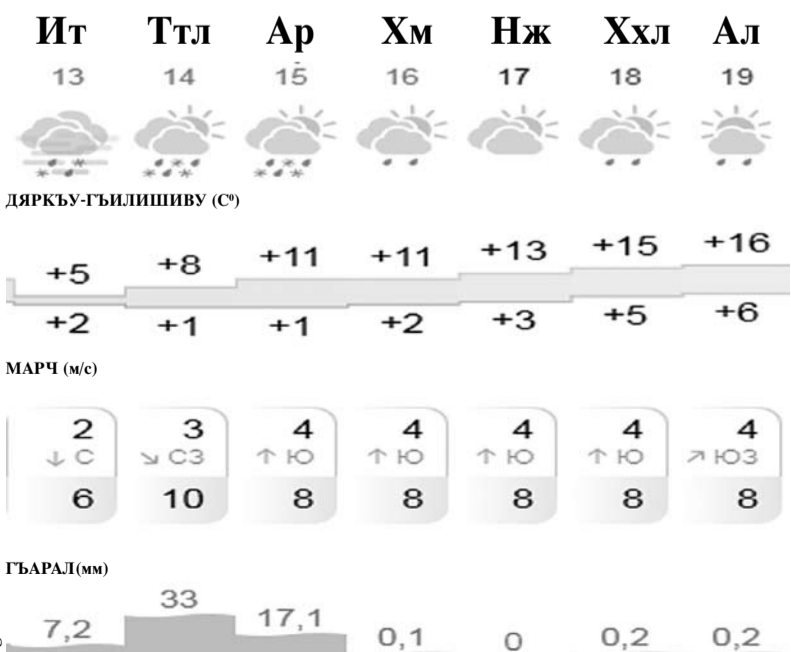 Ит Ттл Ар Хм Нж Ххл Ал
13 14 15 16 17 18 19
ДЯРКЪУ-ГЪИЛИШИВУ (С⁰)
+5 +8 +11 +11 +13 +15 +16
+2 +1 +1 +2 +3 +5 +6
МАРЧ (м/с)
2 3 4 4 4 4 4
↓ С ↘ СЗ ↑ Ю ↑ Ю ↑ Ю ↑ Ю ↗ ЮЗ
6 10 8 8 8 8 8
ГЪАРАЛ(мм)
7,2 33 17,1 0,1 0 0,2 0,2